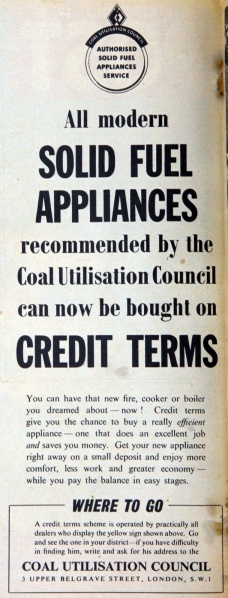 COAL UTILISATION COUNCIL
AUTHORISED
SOLID FUEL
APPLIANCES
SERVICE
All modern
SOLID FUEL
APPLIANCES
recommended by the
Coal Utilisation Council
can now be bought on
CREDIT TERMS
You can have that new fire, cooker or boiler
you dreamed about — now! Credit terms
give you the chance to buy a really efficient
appliance — one that does an excellent job
and saves you money. Get your new appliance
right away on a small deposit and enjoy more
comfort, less work and greater economy —
while you pay the balance in easy stages.
WHERE TO GO
A credit terms scheme is operated by practically all
dealers who display the yellow sign shown above. Go
and see the one in your district—if you have difficulty
in finding him, write and ask for his address to the
COAL UTILISATION COUNCIL
3 UPPER BELGRAVE STREET, LONDON, S.W.1